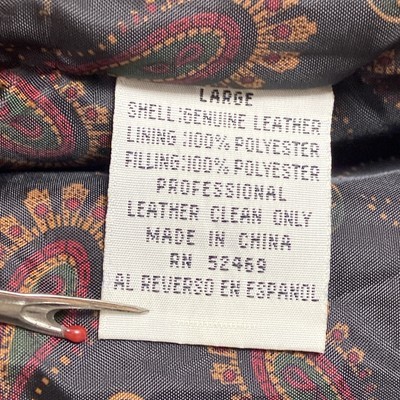 LARGE
SHELL:GENUINE LEATHER
LINING:100% POLYESTER
FILLING:100% POLYESTER
PROFESSIONAL
LEATHER CLEAN ONLY
MADE IN CHINA
RN 52469
AL REVERSO EN ESPANOL